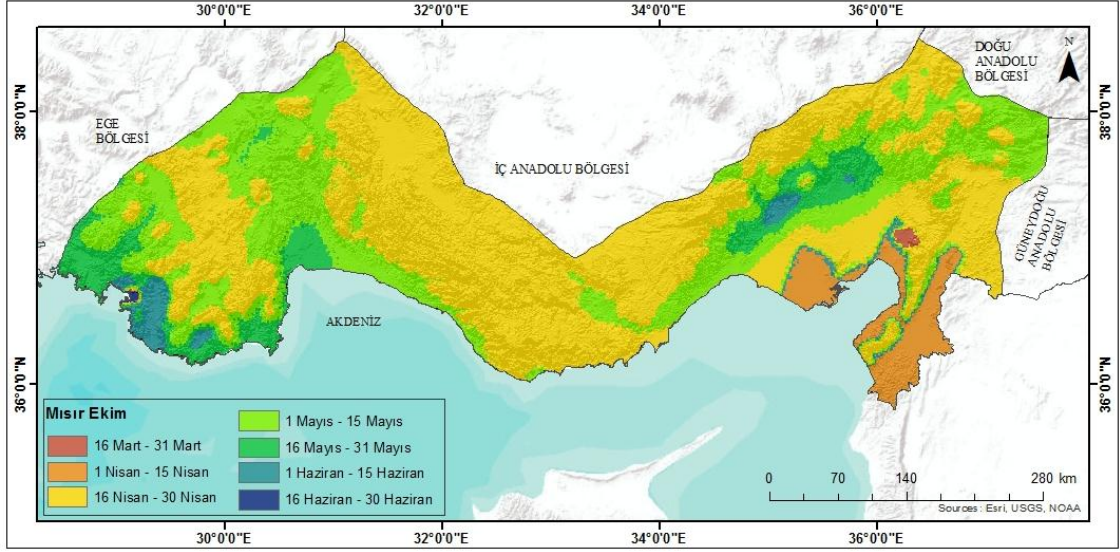 30°0'0"E 32°0'0"E 34°0'0"E 36°0'0"E
DOĞU
ANADOLU
BÖLGESİ
N
38°0'0"N
38°0'0"N
EGE
BÖLGESİ
İÇ ANADOLU BÖLGESİ
GÜNEYDOĞU
ANADOLU
BÖLGESİ
AKDENİZ
36°0'0"N
36°0'0"N
Mısır Ekim
16 Mart - 31 Mart
1 Nisan - 15 Nisan
16 Nisan - 30 Nisan
1 Mayıs - 15 Mayıs
16 Mayıs - 31 Mayıs
1 Haziran - 15 Haziran
16 Haziran - 30 Haziran
0 70 140 280 km
Sources: Esri, USGS, NOAA
30°0'0"E 32°0'0"E 34°0'0"E 36°0'0"E